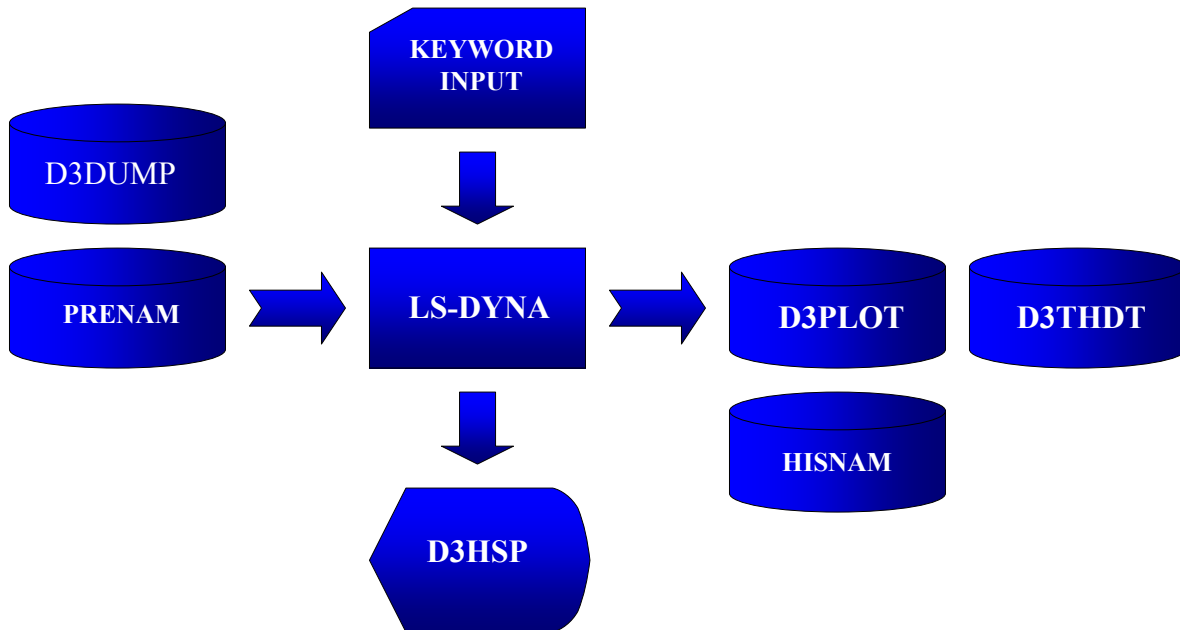 KEYWORD
INPUT
D3DUMP
PRENAM
LS-DYNA
D3PLOT
D3THDT
HISNAM
D3HSP